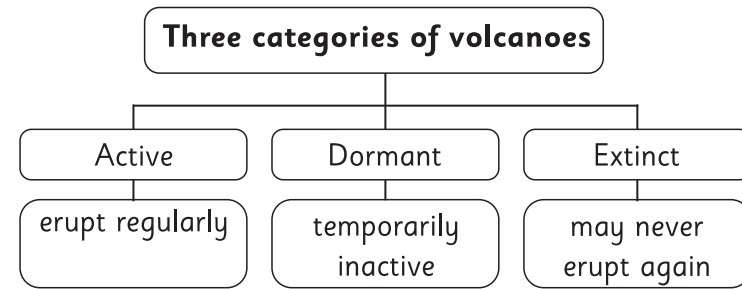 Three categories of volcanoes
Active
Dormant
Extinct
erupt regularly
temporarily
inactive
may never
erupt again